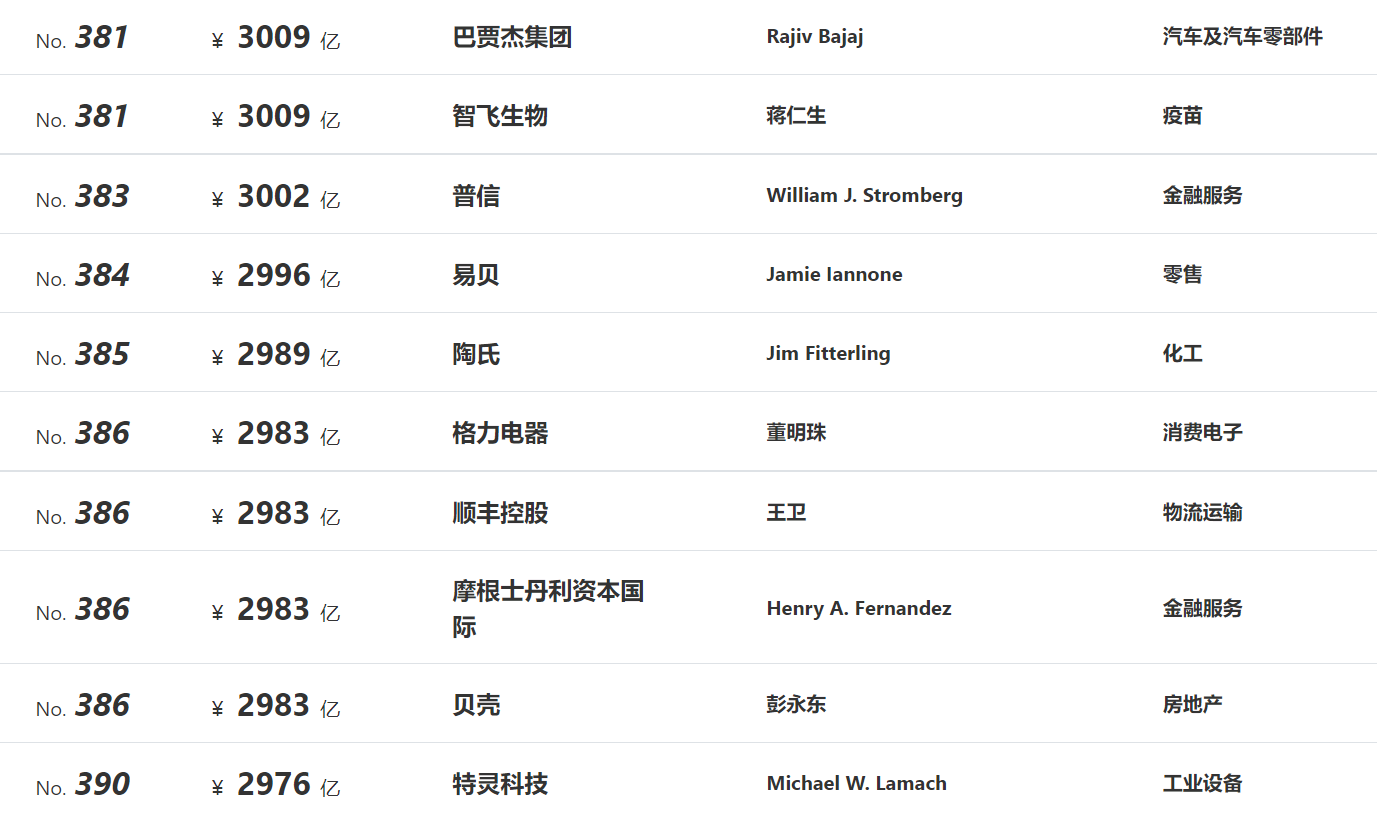 No. 381 ¥ 3009 亿 巴贾杰集团 Rajiv Bajaj 汽车及汽车零部件
No. 381 ¥ 3009 亿 智飞生物 蒋仁生 疫苗
No. 383 ¥ 3002 亿 普信 William J. Stromberg 金融服务
No. 384 ¥ 2996 亿 易贝 Jamie Iannone 零售
No. 385 ¥ 2989 亿 陶氏 Jim Fitterling 化工
No. 386 ¥ 2983 亿 格力电器 董明珠 消费电子
No. 386 ¥ 2983 亿 顺丰控股 王卫 物流运输
No. 386 ¥ 2983 亿 摩根士丹利资本国 Henry A. Fernandez 金融服务
际
No. 386 ¥ 2983 亿 贝壳 彭永东 房地产
No. 390 ¥ 2976 亿 特灵科技 Michael W. Lamach 工业设备